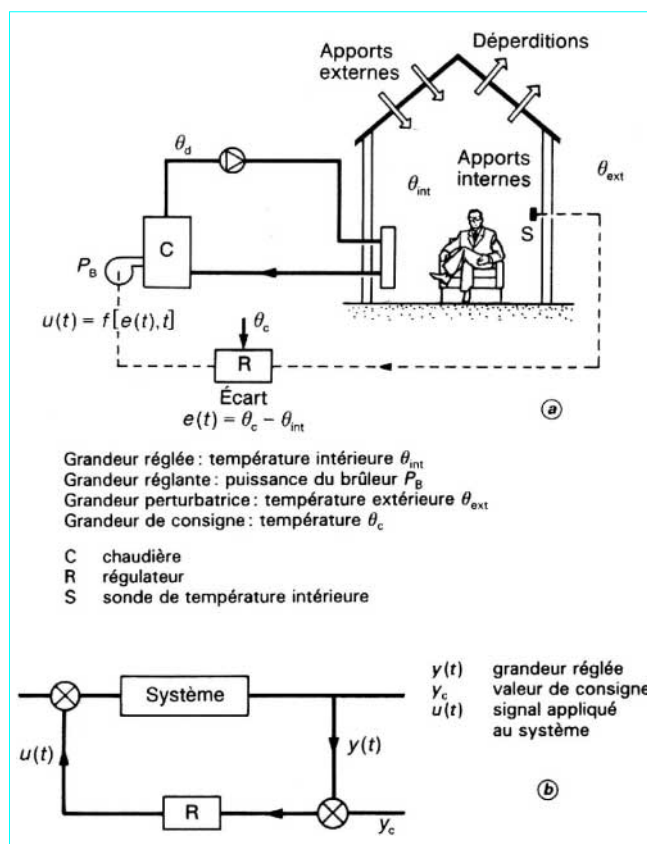 Apports
externes
Déperditions
θd
Apports
internes
θint
θext
S
C
PB
u(t) = f[e(t),t]
θc
R
Écart
e(t) = θc − θint
a
Grandeur réglée : température intérieure θint
Grandeur réglante : puissance du brûleur PB
Grandeur perturbatrice : température extérieure θext
Grandeur de consigne : température θc
C chaudière
R régulateur
S sonde de température intérieure
Système
u(t)
y(t)
R
yc
y(t) grandeur réglée
yc valeur de consigne
u(t) signal appliqué
au système
b